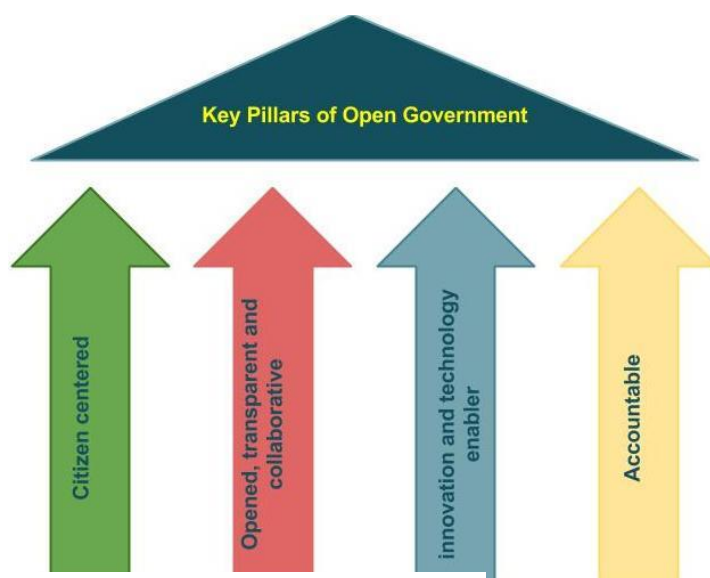 Key Pillars of Open Government
Citizen centered
Opened, transparent and
collaborative
innovation and technology
enabler
Accountable